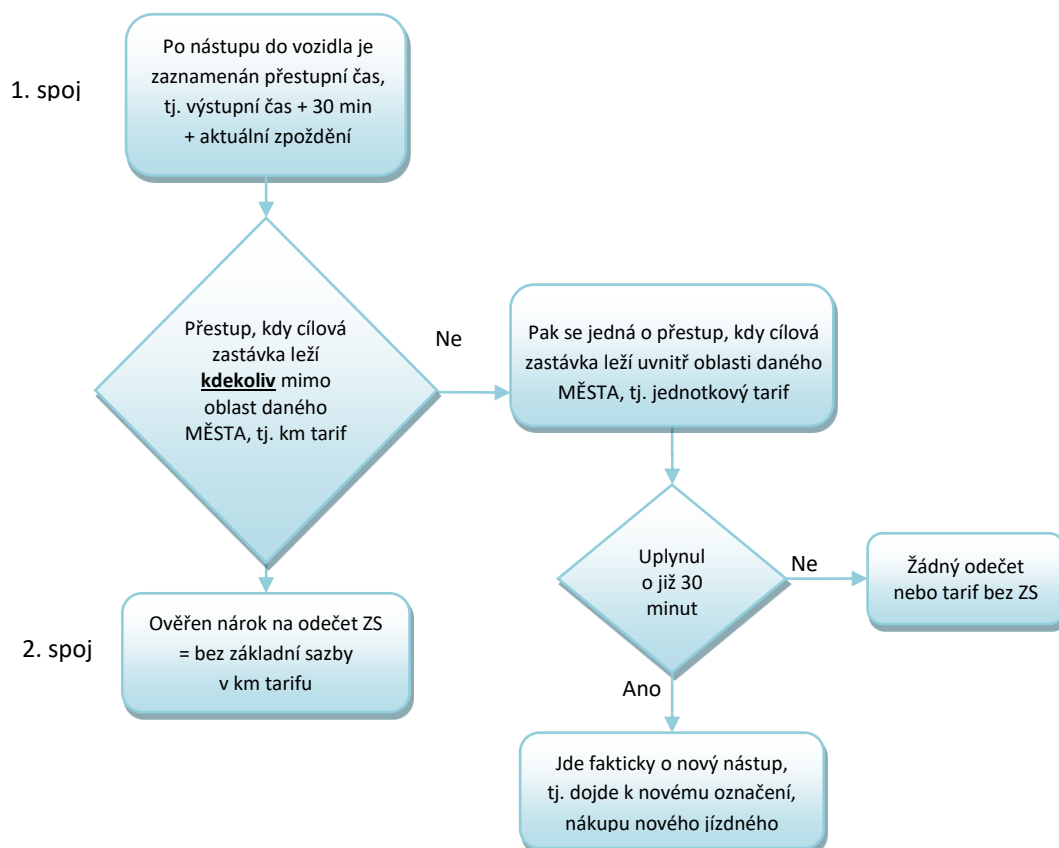 Po nástupu do vozidla je
zaznamenán přestupní čas,
tj. výstupní čas + 30 min
+ aktuální zpoždění
1. spoj
Přestup, kdy cílová
zastávka leží
kdekoliv mimo
oblast daného
MĚSTA, tj. km tarif
Ne
Pak se jedná o přestup, kdy cílová
zastávka leží uvnitř oblasti daného
MĚSTA, tj. jednotkový tarif
Uplynul
o již 30
minut
Ne
Žádný odečet
nebo tarif bez ZS
2. spoj
Ověřen nárok na odečet ZS
= bez základní sazby
v km tarifu
Ano
Jde fakticky o nový nástup,
tj. dojde k novému označení,
nákupu nového jízdného